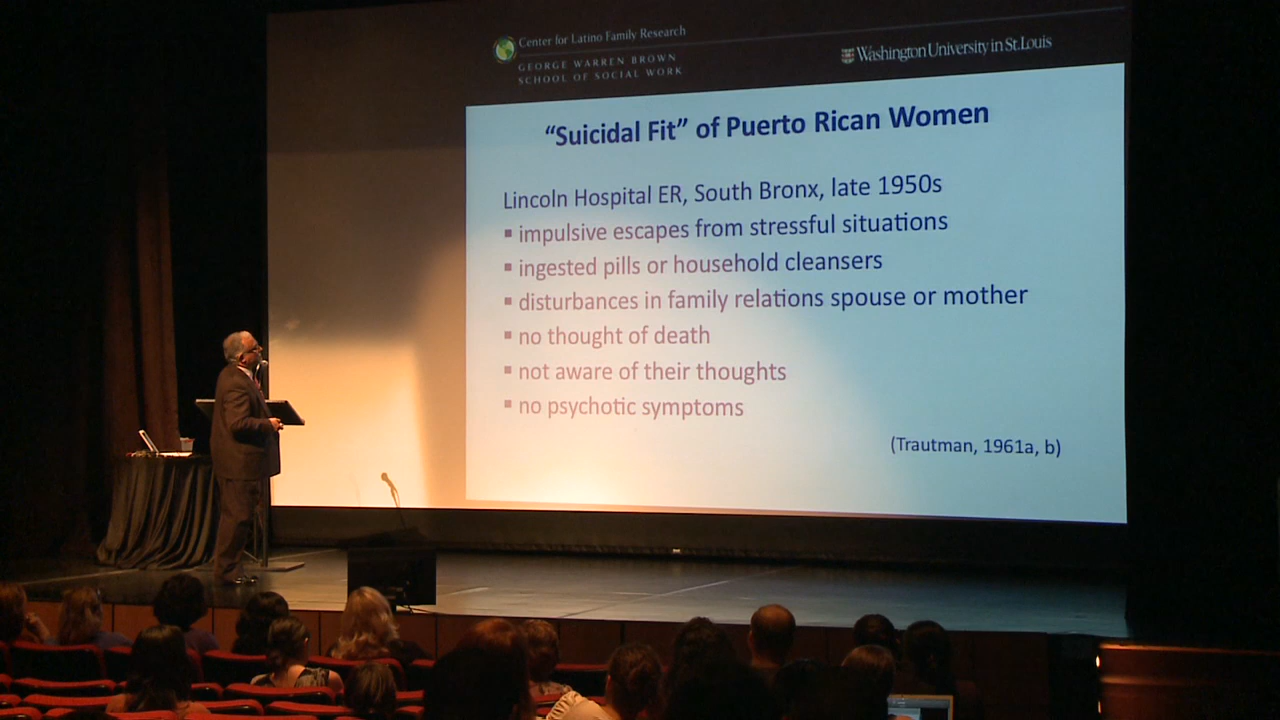 Center for Latino Family Research
GEORGE WARREN BROWN
SCHOOL OF SOCIAL WORK
Washington University in St. Louis
“Suicidal Fit” of Puerto Rican Women
Lincoln Hospital ER, South Bronx, late 1950s
▪ impulsive escapes from stressful situations
▪ ingested pills or household cleansers
▪ disturbances in family relations spouse or mother
▪ no thought of death
▪ not aware of their thoughts
▪ no psychotic symptoms
(Trautman, 1961a, b)